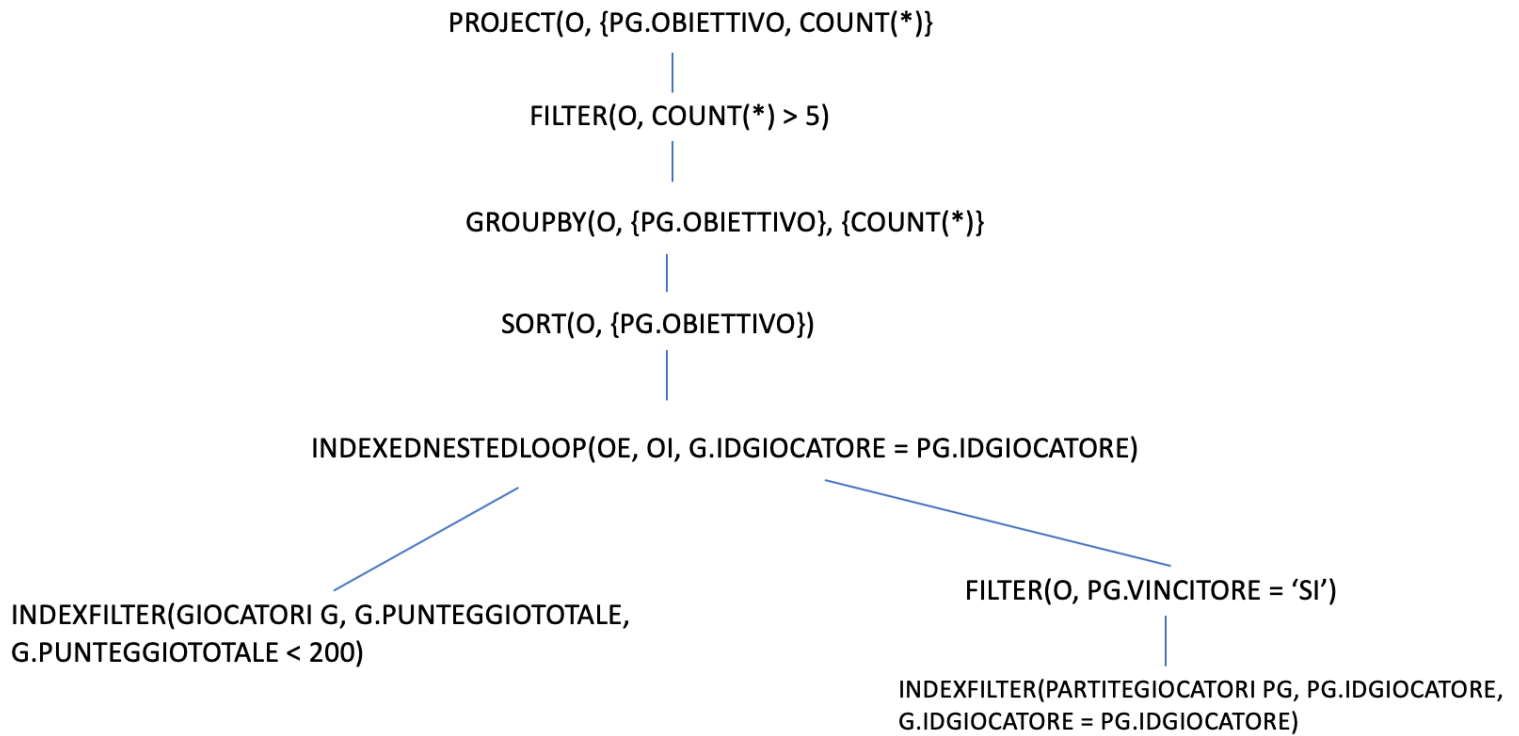 PROJECT(O, {PG.OBIETTIVO, COUNT(*)}
FILTER(O, COUNT(*) > 5)
GROUPBY(O, {PG.OBIETTIVO}, {COUNT(*)}
SORT(O, {PG.OBIETTIVO})
INDEXEDNESTEDLOOP(OE, OI, G.IDGIOCATORE = PG.IDGIOCATORE)
INDEXFILTER(GIOCATORI G, G.PUNTEGGIOTOTALE,
G.PUNTEGGIOTOTALE < 200)
FILTER(O, PG.VINCITORE = ‘SI’)
INDEXFILTER(PARTITEGIOCATORI PG, PG.IDGIOCATORE,
G.IDGIOCATORE = PG.IDGIOCATORE)